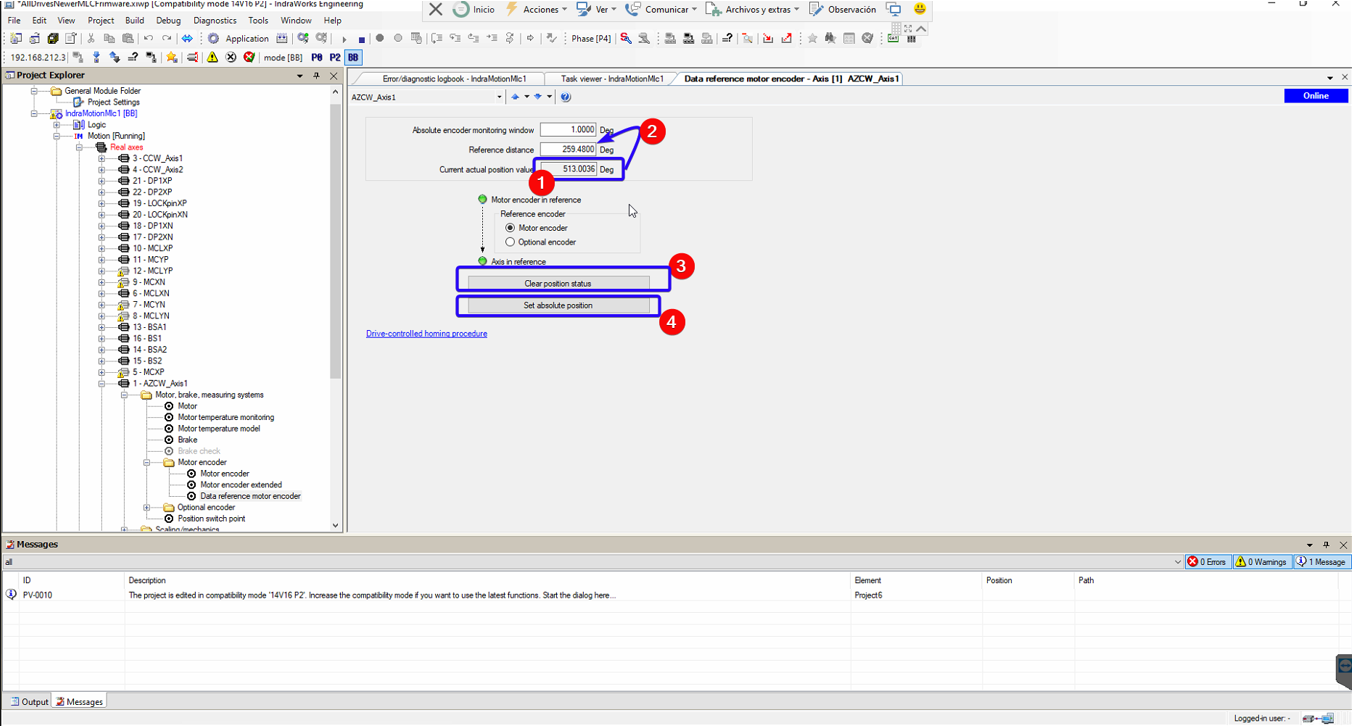 *AllDrivesNewerMLCFrimware.xiwp [Compatibility mode 14V16 P2] - IndraWorks Engineering
Inicio Acciones Ver Comunicar Archivos y extras Observación
File Edit View Project Build Debug Diagnostics Tools Window Help
Application Phase [P4]
192.168.212.3 mode [BB] P0 P2 BB
Project Explorer
General Module Folder
Project Settings
IndraMotionMlc1 [BB]
Logic
Motion [Running]
Real axes
3 - CCW_Axis1
4 - CCW_Axis2
21 - DP1XP
22 - DP2XP
19 - LOCKpinXP
20 - LOCKpinXN
18 - DP1XN
17 - DP2XN
10 - MCLXP
11 - MCYP
12 - MCLYP
9 - MCXN
6 - MCLXN
7 - MCYN
8 - MCLYN
13 - BSA1
16 - BS1
14 - BSA2
15 - BS2
5 - MCXP
1 - AZCW_Axis1
Motor, brake, measuring systems
Motor
Motor temperature monitoring
Motor temperature model
Brake
Brake check
Motor encoder
Motor encoder
Motor encoder extended
Data reference motor encoder
Optional encoder
Position switch point
Scaling/mechanics
Error/diagnostic logbook - IndraMotionMlc1 Task viewer - IndraMotionMlc1 Data reference motor encoder - Axis [1] AZCW_Axis1
AZCW_Axis1
Online
Absolute encoder monitoring window 1.0000 Deg
2
Reference distance 259.4800 Deg
Current actual position value 513.0036 Deg
1
Motor encoder in reference
Reference encoder
Motor encoder
Optional encoder
Axis in reference
3
Clear position status
Set absolute position
4
Drive-controlled homing procedure
Messages
all
0 Errors 0 Warnings 1 Message
ID Description Element Position Path
PV-0010 The project is edited in compatibility mode '14V16 P2'. Increase the compatibility mode if you want to use the latest functions. Start the dialog here... Project6
Output Messages
Logged-in user: -